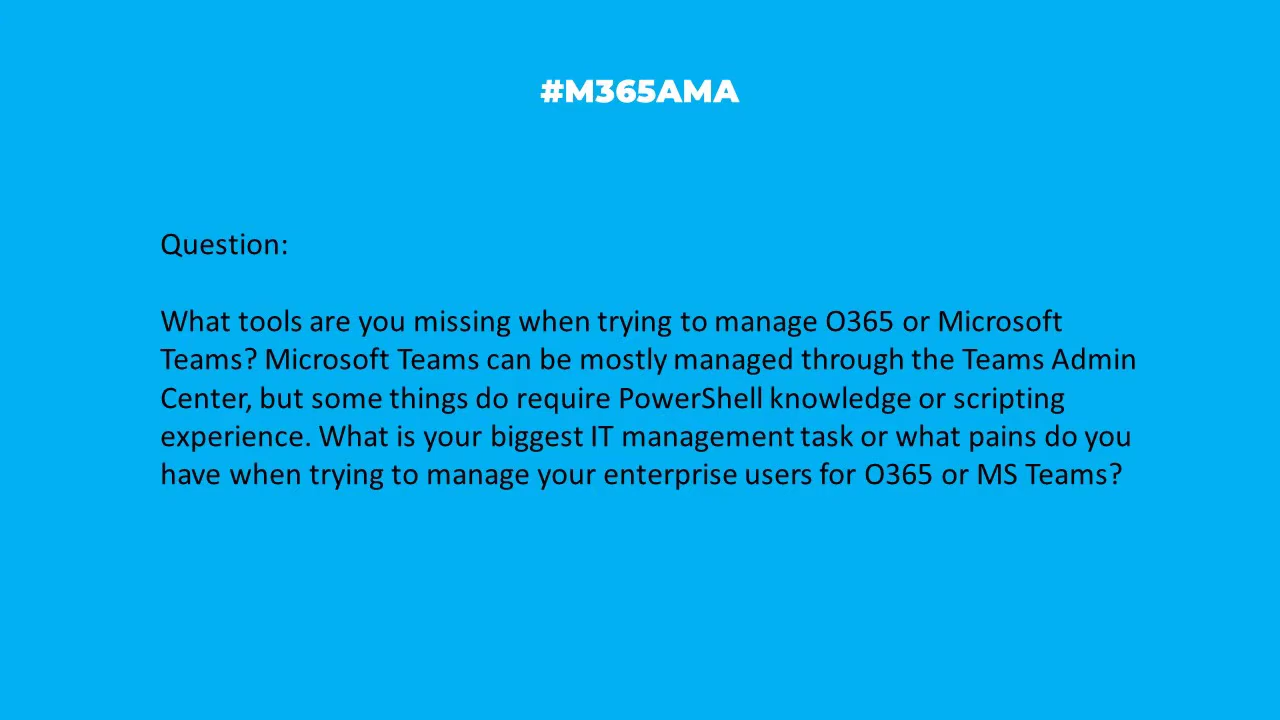 #M365AMA
Question:
What tools are you missing when trying to manage O365 or Microsoft
Teams? Microsoft Teams can be mostly managed through the Teams Admin
Center, but some things do require PowerShell knowledge or scripting
experience. What is your biggest IT management task or what pains do you
have when trying to manage your enterprise users for O365 or MS Teams?